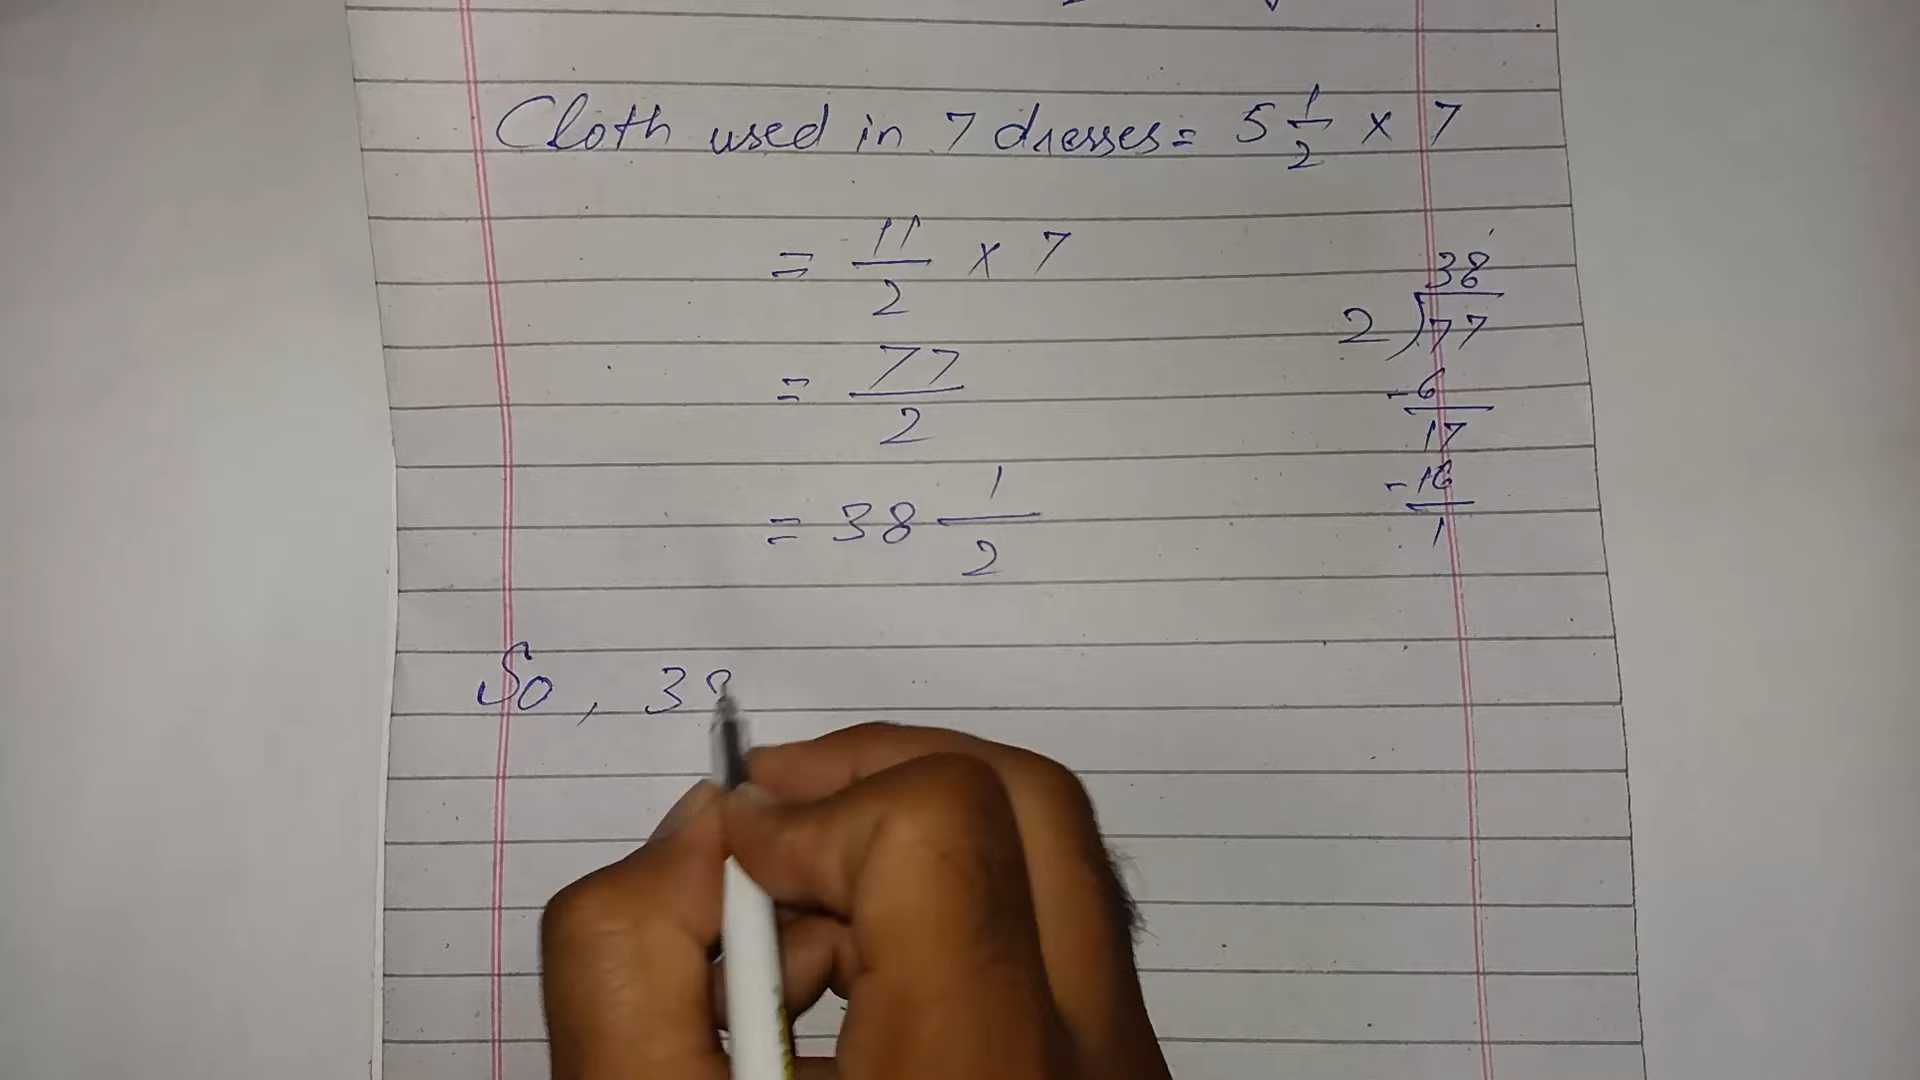 Cloth used in 7 dresses = 5 1/2 × 7
= 11/2 × 7
= 77/2
= 38 1/2
38
2)77
-6
17
-16
1
So, 38